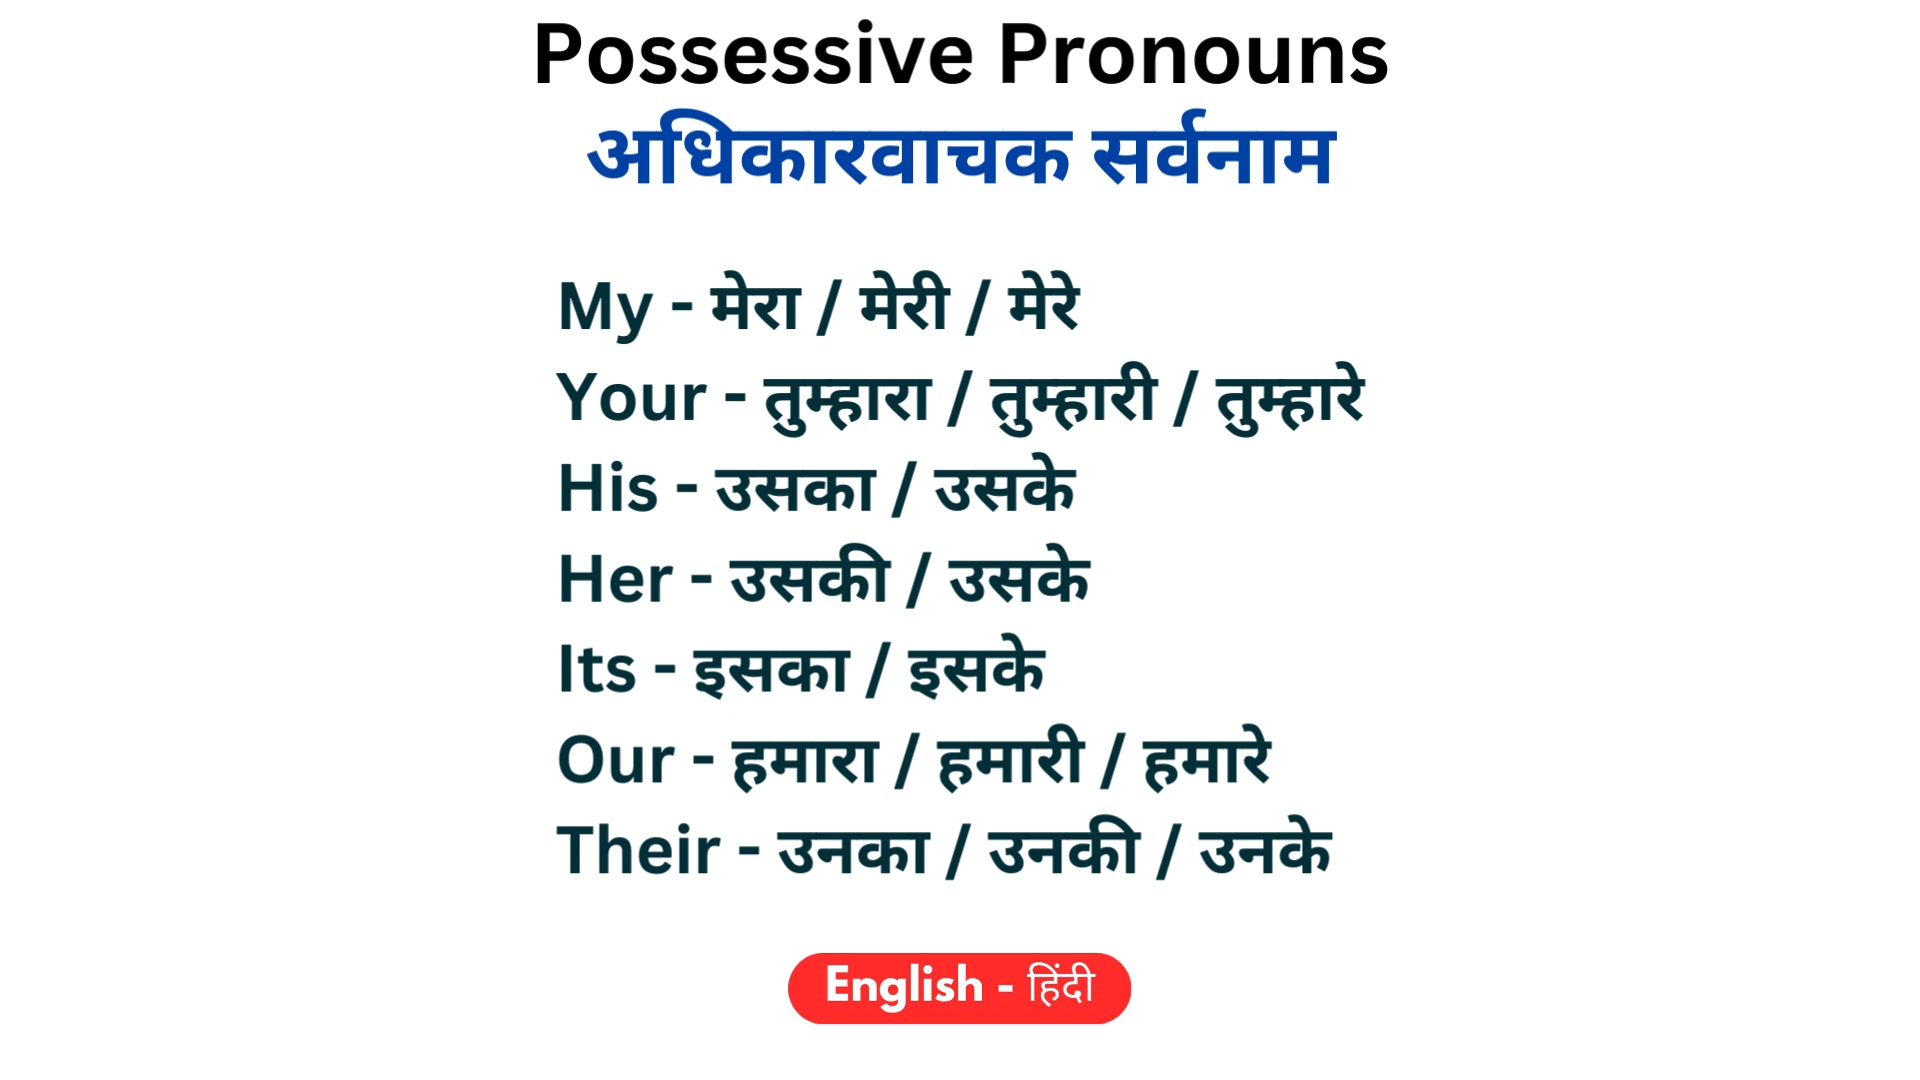 Possessive Pronouns
अधिकारवाचक सर्वनाम
My - मेरा / मेरी / मेरे
Your - तुम्हारा / तुम्हारी / तुम्हारे
His - उसका / उसके
Her - उसकी / उसके
Its - इसका / इसके
Our - हमारा / हमारी / हमारे
Their - उनका / उनकी / उनके
English - हिंदी